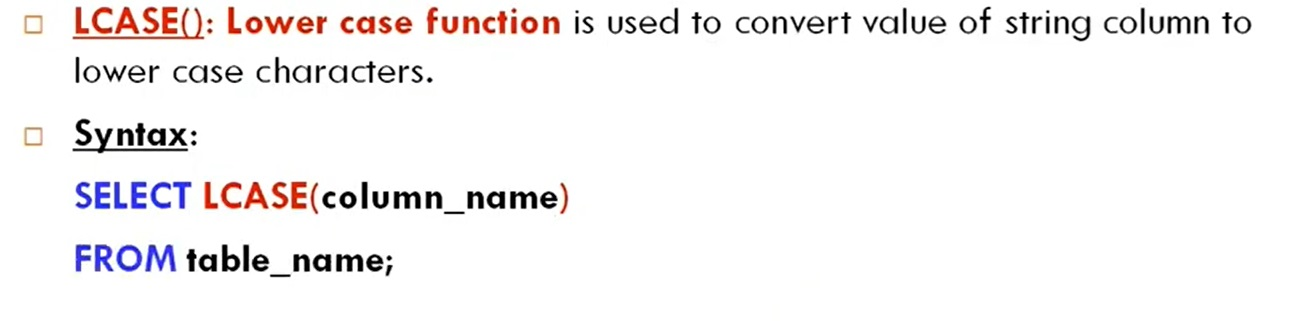 LCASE(): Lower case function is used to convert value of string column to
lower case characters.
Syntax:
SELECT LCASE(column_name)
FROM table_name;